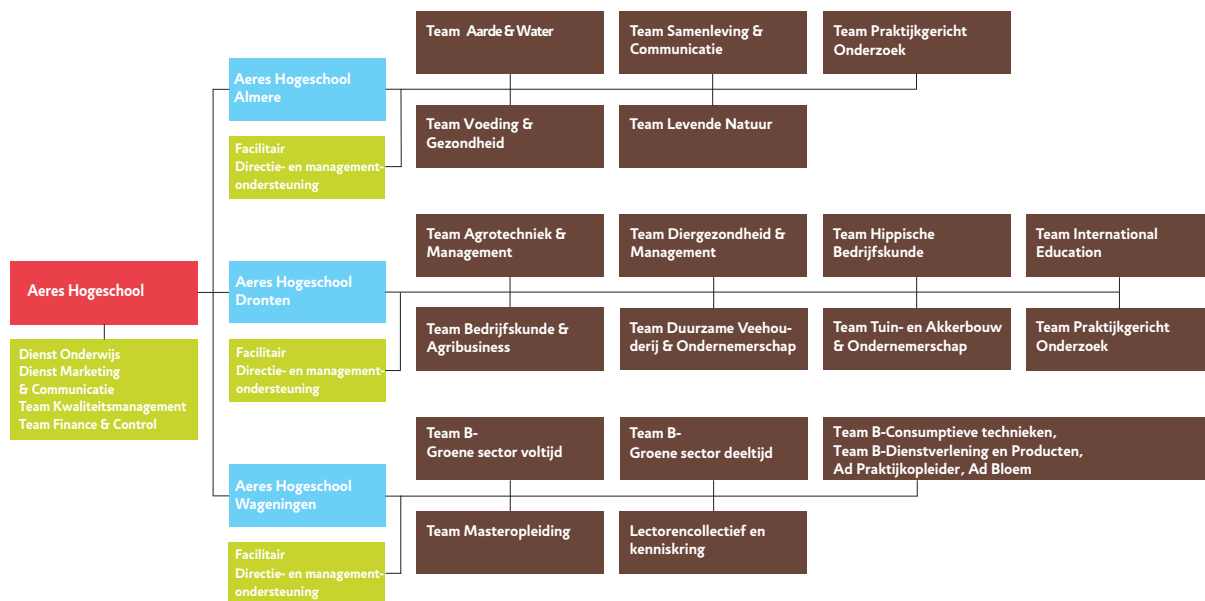 Team Aarde & Water
Team Samenleving &
Communicatie
Team Praktijkgericht
Onderzoek
Aeres Hogeschool
Almere
Team Voeding &
Gezondheid
Team Levende Natuur
Facilitair
Directie- en management-
ondersteuning
Team Agrotechniek &
Management
Team Diergezondheid &
Management
Team Hippische
Bedrijfskunde
Team International
Education
Aeres Hogeschool
Aeres Hogeschool
Dronten
Team Bedrijfskunde &
Agribusiness
Team Duurzame Veehou-
derij & Ondernemerschap
Team Tuin- en Akkerbouw
& Ondernemerschap
Team Praktijkgericht
Onderzoek
Dienst Onderwijs
Dienst Marketing
& Communicatie
Team Kwaliteitsmanagement
Team Finance & Control
Facilitair
Directie- en management-
ondersteuning
Team B-
Groene sector voltijd
Team B-
Groene sector deeltijd
Team B-Consumptieve technieken,
Team B-Dienstverlening en Producten,
Ad Praktijkopleider, Ad Bloem
Aeres Hogeschool
Wageningen
Team Masteropleiding
Lectorencollectief en
kenniskring
Facilitair
Directie- en management-
ondersteuning